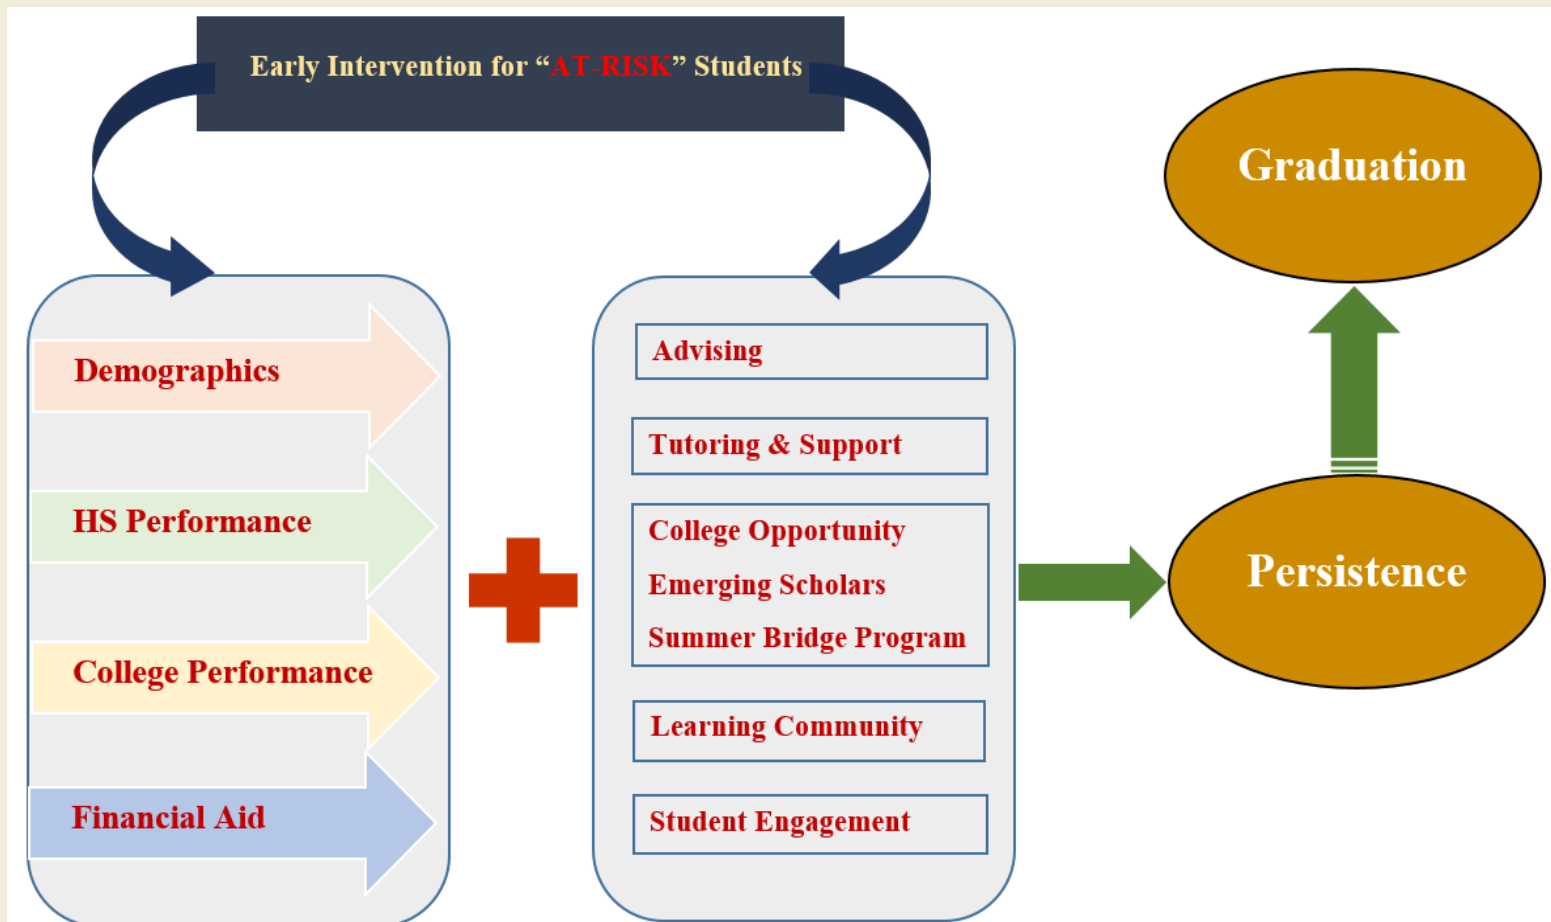 Early Intervention for “AT-RISK” Students
Demographics
HS Performance
College Performance
Financial Aid
Advising
Tutoring & Support
College Opportunity
Emerging Scholars
Summer Bridge Program
Learning Community
Student Engagement
Graduation
Persistence